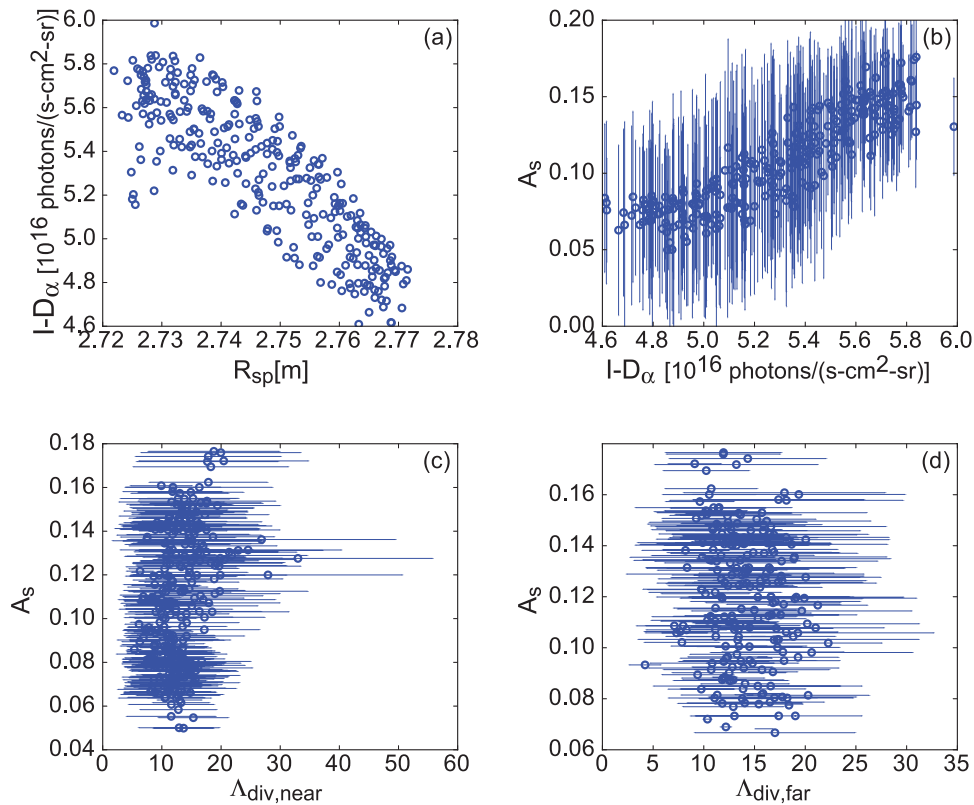 (a)
I-Dα [10^16 photons/(s-cm²-sr)]
6.0
5.8
5.6
5.4
5.2
5.0
4.8
4.6
2.72 2.73 2.74 2.75 2.76 2.77 2.78
R_sp[m]
(b)
A_s
0.20
0.15
0.10
0.05
0.00
4.6 4.8 5.0 5.2 5.4 5.6 5.8 6.0
I-Dα [10^16 photons/(s-cm²-sr)]
(c)
A_s
0.18
0.16
0.14
0.12
0.10
0.08
0.06
0.04
0 10 20 30 40 50 60
Λ_div,near
(d)
A_s
0.16
0.14
0.12
0.10
0.08
0.06
0 5 10 15 20 25 30 35
Λ_div,far